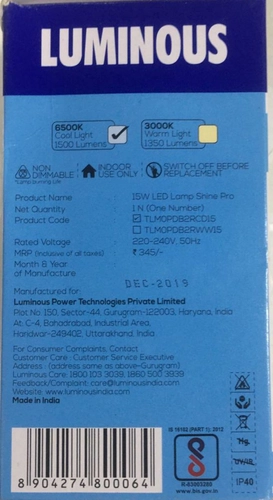 LUMINOUS
6500K
Cool Light
1500 Lumens
3000K
Warm Light
1350 Lumens
NON
DIMMABLE
*Lamp burning Life
INDOOR
USE ONLY
SWITCH OFF BEFORE
REPLACEMENT
Product Name 15W LED Lamp Shine Pro
Net Quantity 1 N (One Number)
Product Code TLM0PDB2RCD15
TLM0PDB2RWW15
Rated Voltage 220-240V, 50Hz
MRP (Inclusive of all taxes) ₹ 345/-
Month & Year
of Manufacture
DEC-2019
Luminous Power Technologies Private Limited
Plot No. 150, Sector-44, Gurugram-122003, Haryana, India
At: C-4, Bahadrabad, Industrial Area,
Haridwar-249402, Uttarakhand, India.
For Consumer Complaints, Contact
Customer Care : Customer Service Executive
Address : (address same as above-Gurugram)
Luminous Care: 1800 103 3039, 1860 500 3939
Feedback/Complaint: care@luminousindia.com
Website: www.luminousindia.com
Made in India
IS 16102 (PART 1): 2012
R-63003280
www.bis.gov.in
Hg
IP40
8 904274 800064